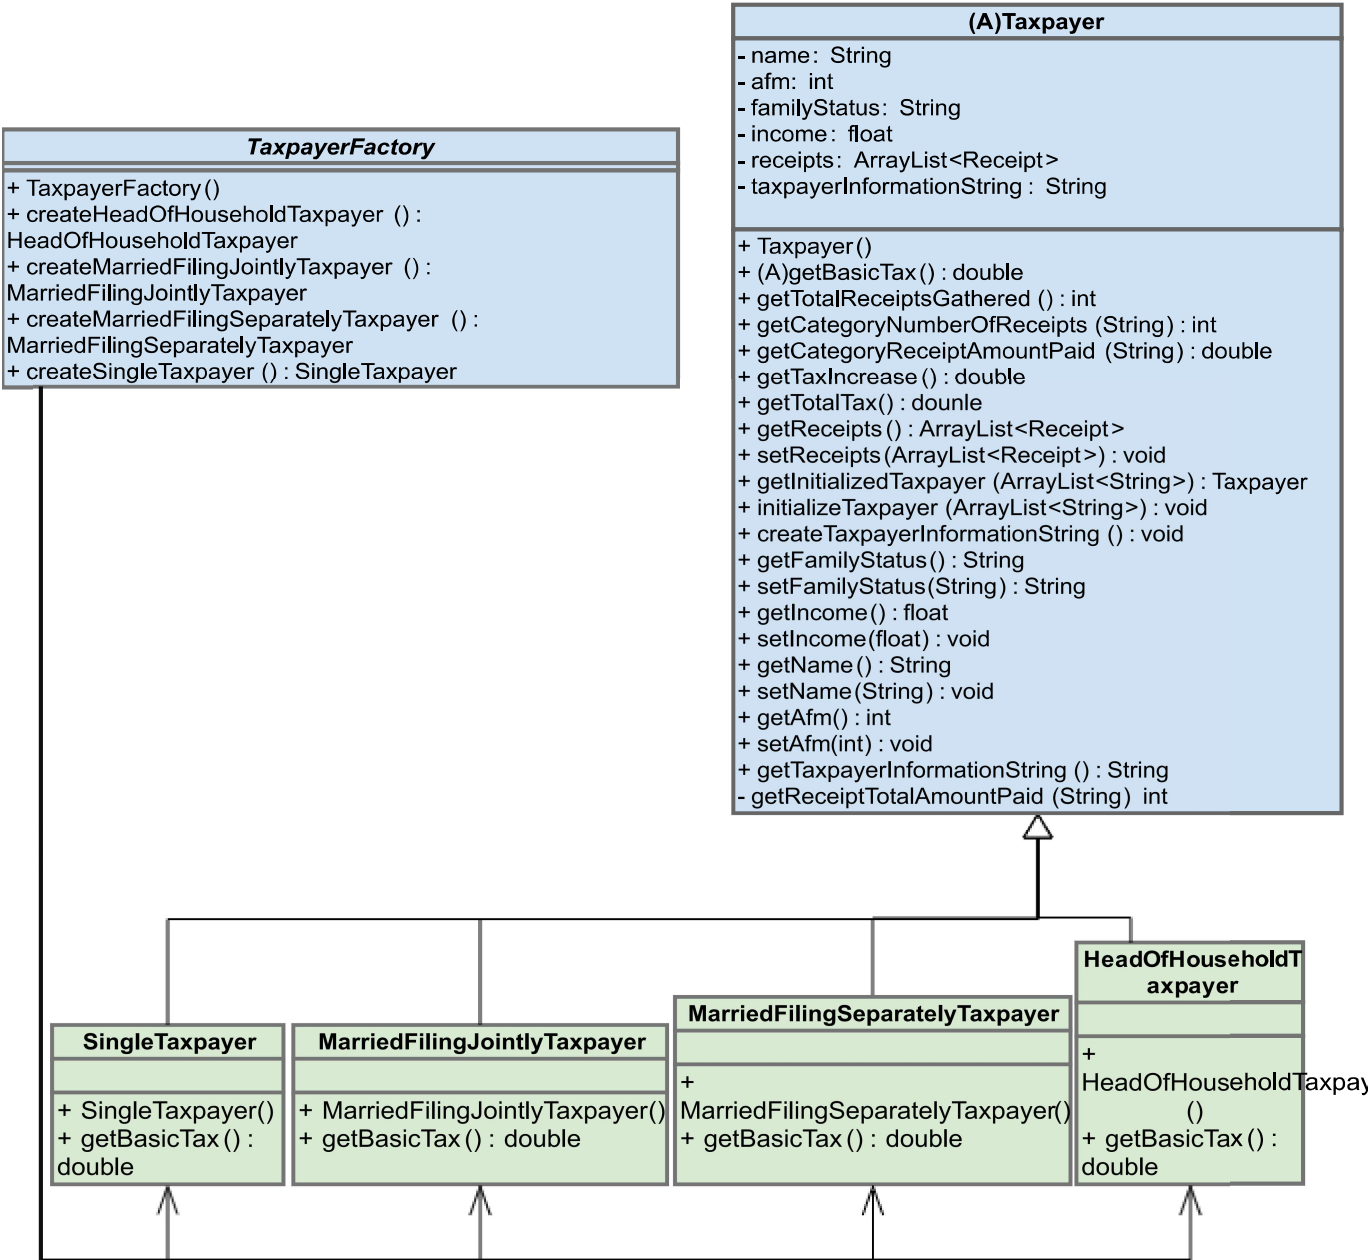 (A)Taxpayer
- name: String
- afm: int
- familyStatus: String
- income: float
- receipts: ArrayList<Receipt>
- taxpayerInformationString : String
+ Taxpayer()
+ (A)getBasicTax() : double
+ getTotalReceiptsGathered () : int
+ getCategoryNumberOfReceipts (String) : int
+ getCategoryReceiptAmountPaid (String) : double
+ getTaxIncrease() : double
+ getTotalTax() : dounle
+ getReceipts() : ArrayList<Receipt>
+ setReceipts(ArrayList<Receipt>) : void
+ getInitializedTaxpayer (ArrayList<String>) : Taxpayer
+ initializeTaxpayer (ArrayList<String>) : void
+ createTaxpayerInformationString () : void
+ getFamilyStatus() : String
+ setFamilyStatus(String) : String
+ getIncome() : float
+ setIncome(float) : void
+ getName() : String
+ setName(String) : void
+ getAfm() : int
+ setAfm(int) : void
+ getTaxpayerInformationString () : String
- getReceiptTotalAmountPaid (String) int
TaxpayerFactory
+ TaxpayerFactory()
+ createHeadOfHouseholdTaxpayer () :
HeadOfHouseholdTaxpayer
+ createMarriedFilingJointlyTaxpayer () :
MarriedFilingJointlyTaxpayer
+ createMarriedFilingSeparatelyTaxpayer () :
MarriedFilingSeparatelyTaxpayer
+ createSingleTaxpayer () : SingleTaxpayer
SingleTaxpayer
+ SingleTaxpayer()
+ getBasicTax() :
double
MarriedFilingJointlyTaxpayer
+ MarriedFilingJointlyTaxpayer()
+ getBasicTax() : double
MarriedFilingSeparatelyTaxpayer
+
MarriedFilingSeparatelyTaxpayer()
+ getBasicTax() : double
HeadOfHouseholdT
axpayer
+
HeadOfHouseholdTaxpay
()
+ getBasicTax() :
double